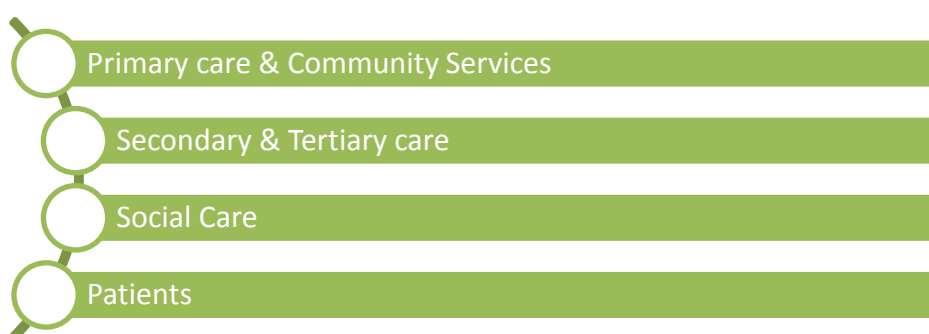 Primary care & Community Services
Secondary & Tertiary care
Social Care
Patients